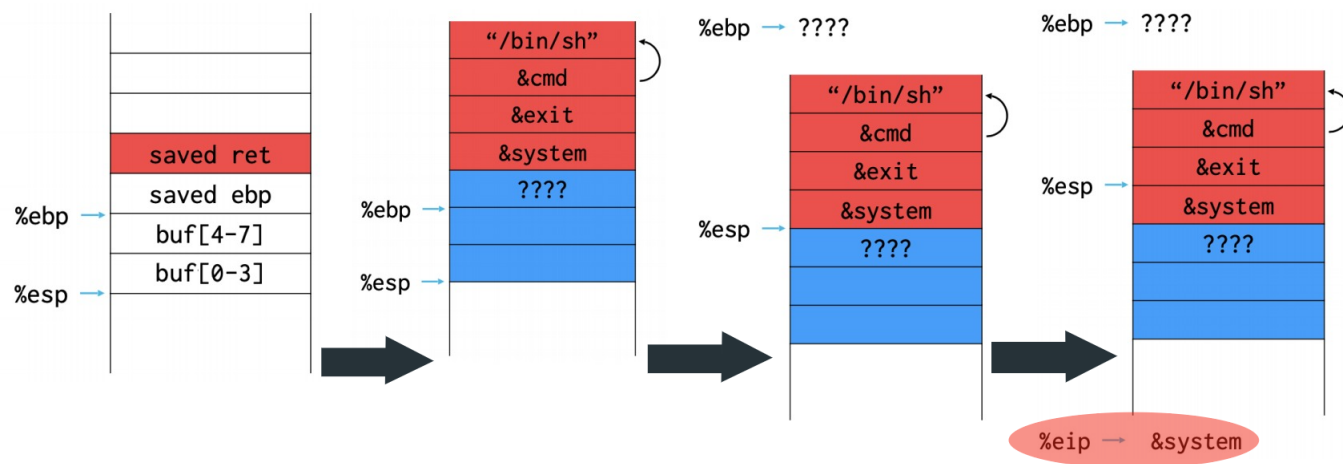 saved ret
saved ebp
%ebp →
buf[4-7]
buf[0-3]
%esp →
“/bin/sh”
&cmd
&exit
&system
????
%ebp →
%esp →
%ebp → ????
“/bin/sh”
&cmd
&exit
&system
%esp →
????
%ebp → ????
“/bin/sh”
&cmd
&exit
%esp →
&system
????
%eip → &system